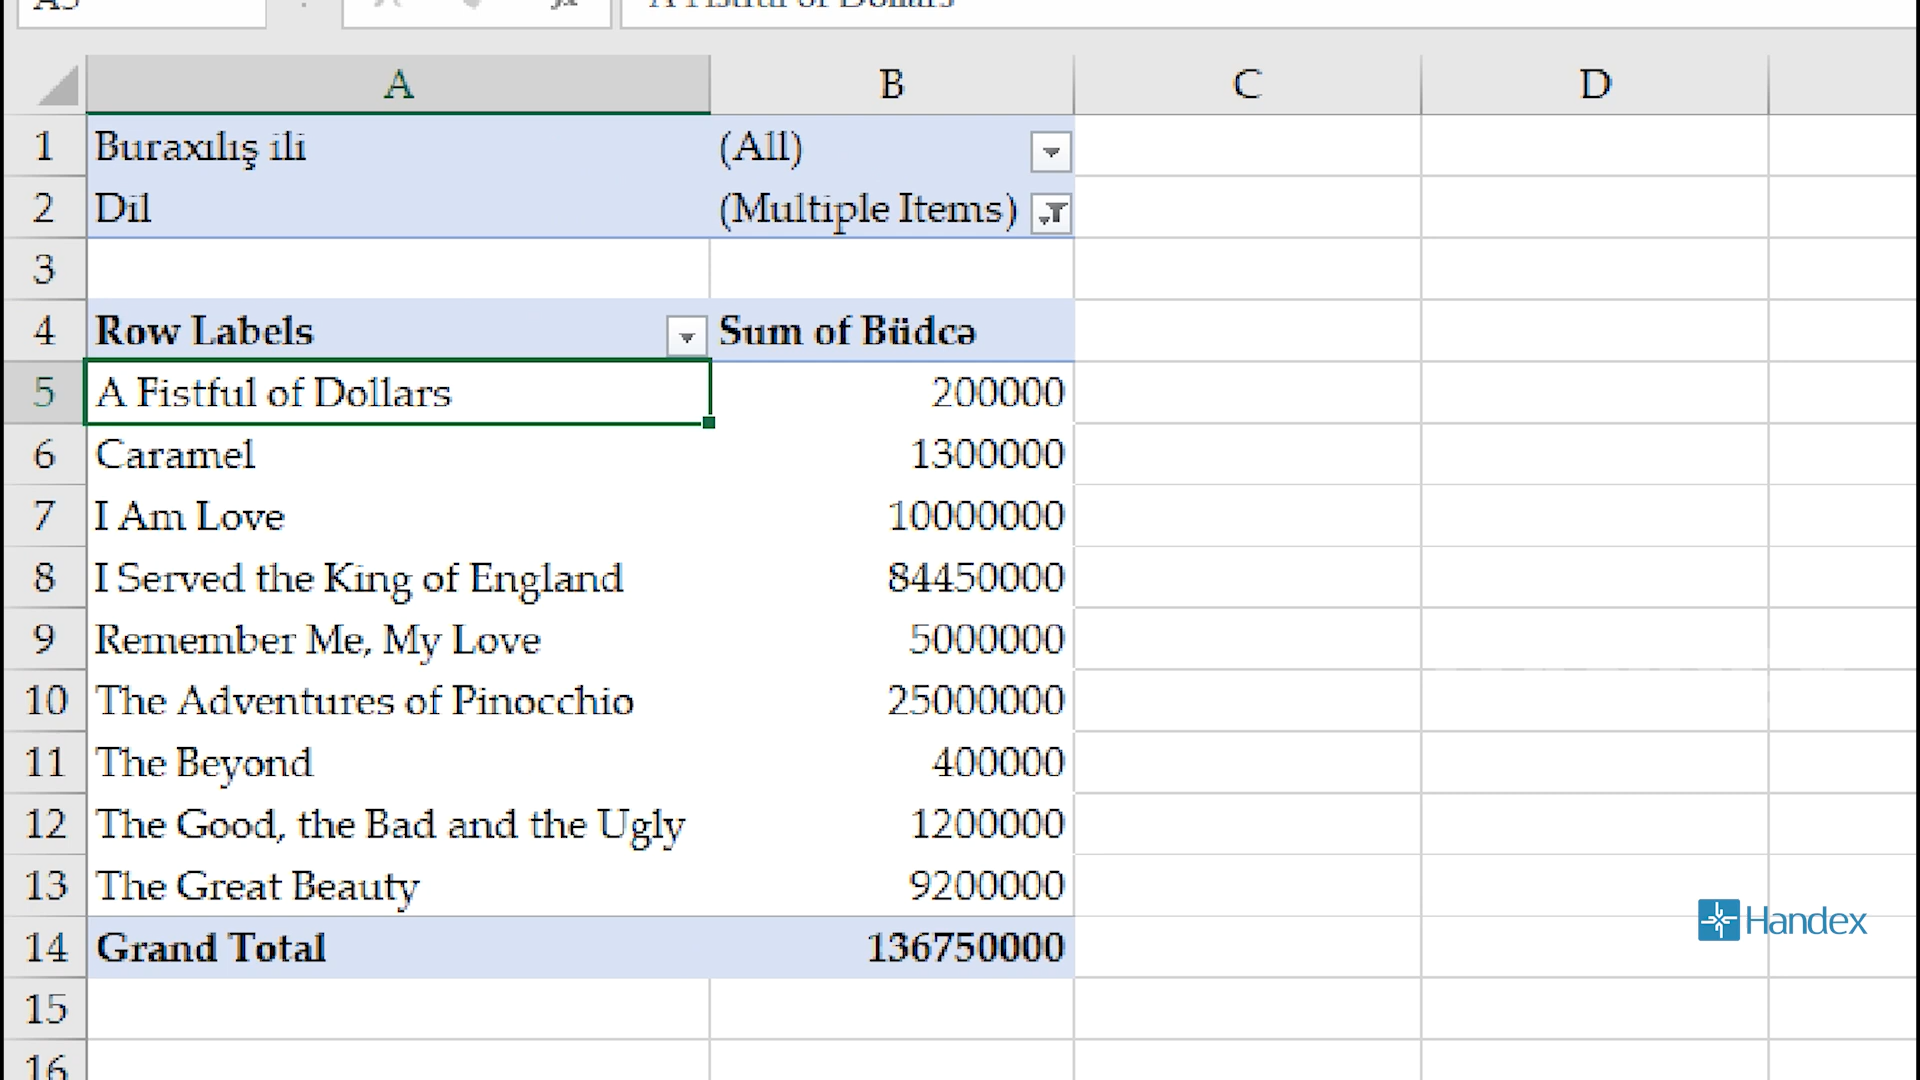 A B C D
1 Buraxılış ili (All)
2 Dil (Multiple Items)
3
4 Row Labels Sum of Büdcə
5 A Fistful of Dollars 200000
6 Caramel 1300000
7 I Am Love 10000000
8 I Served the King of England 84450000
9 Remember Me, My Love 5000000
10 The Adventures of Pinocchio 25000000
11 The Beyond 400000
12 The Good, the Bad and the Ugly 1200000
13 The Great Beauty 9200000
Handex
14 Grand Total 136750000
15
16